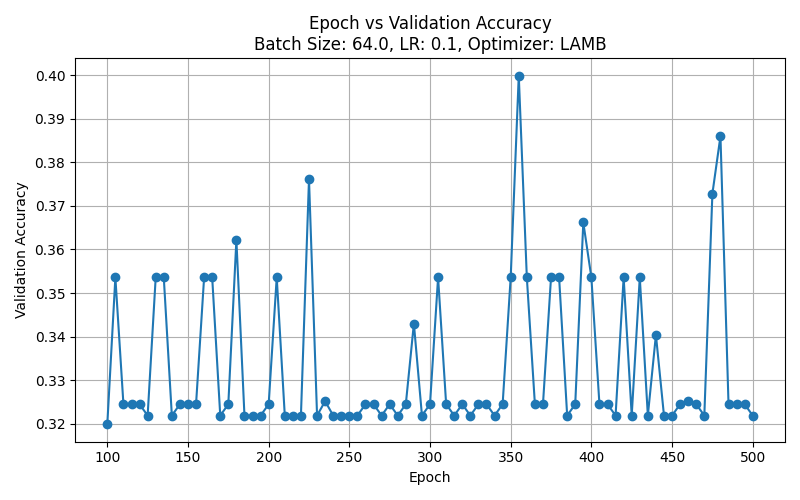 Epoch vs Validation Accuracy
Batch Size: 64.0, LR: 0.1, Optimizer: LAMB
Validation Accuracy
0.40
0.39
0.38
0.37
0.36
0.35
0.34
0.33
0.32
100 150 200 250 300 350 400 450 500
Epoch